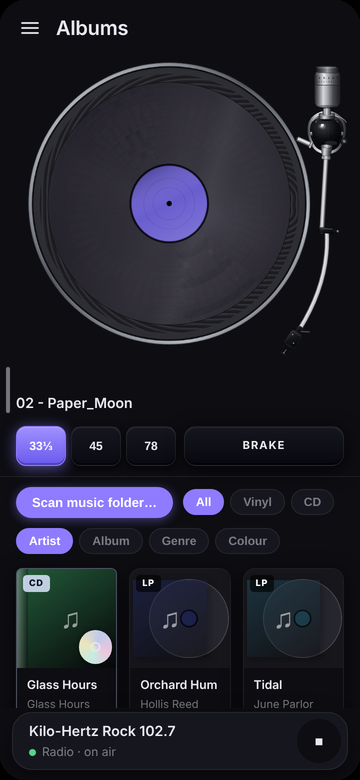 Albums
02 - Paper_Moon
33⅓ 45 78 BRAKE
Scan music folder... All Vinyl CD
Artist Album Genre Colour
CD LP LP
Glass Hours Orchard Hum Tidal
Glass Hours Hollis Reed June Parlor
Kilo-Hertz Rock 102.7
Radio · on air